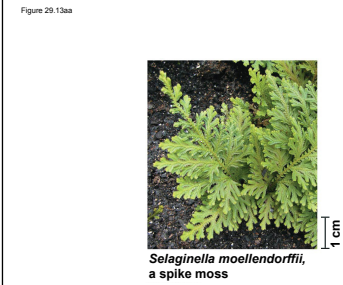 Figure 29.13aa
1 cm
Selaginella moellendorffii,
a spike moss